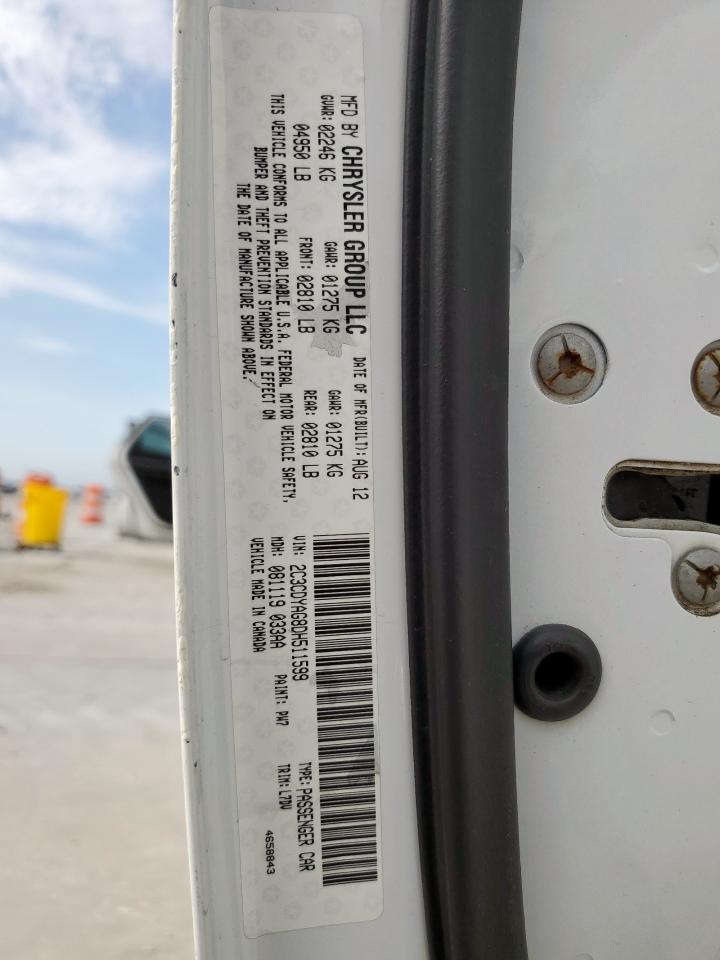 MFD BY CHRYSLER GROUP LLC
DATE OF MFR(BUILT): AUG 12
GVWR: 02246 KG
GAWR: 01275 KG
GAWR: 01275 KG
04950 LB
FRONT: 02810 LB
REAR: 02810 LB
THIS VEHICLE CONFORMS TO ALL APPLICABLE U.S.A. FEDERAL MOTOR VEHICLE SAFETY,
BUMPER AND THEFT PREVENTION STANDARDS IN EFFECT ON
THE DATE OF MANUFACTURE SHOWN ABOVE.
VIN: 2C3CDYAG8DH511599
TYPE: PASSENGER CAR
MDH: 081119 033AA
PAINT: PW7
TRIM: L7DV
VEHICLE MADE IN CANADA
4658843